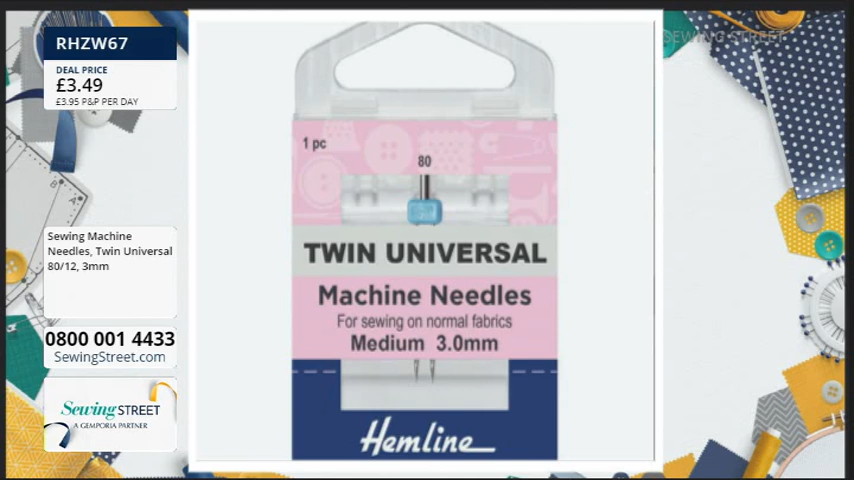 RHZW67
DEAL PRICE
£3.49
£3.95 P&P PER DAY
Sewing Machine
Needles, Twin Universal
80/12, 3mm
0800 001 4433
SewingStreet.com
Sewing STREET
A GEMPORIA PARTNER
SEWING STREET
1 pc
80
TWIN UNIVERSAL
Machine Needles
For sewing on normal fabrics
Medium 3.0mm
Hemline